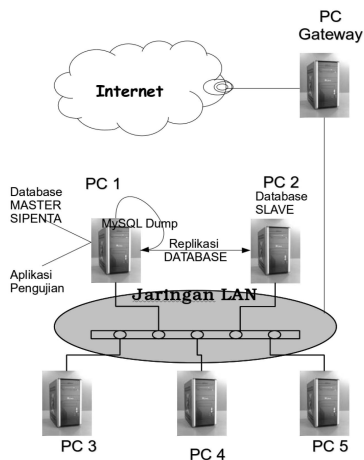 PC
Gateway
Internet
PC 1
PC 2
Database
SLAVE
Database
MASTER
SIPENTA
MySQL Dump
Replikasi
DATABASE
Aplikasi
Pengujian
Jaringan LAN
PC 3
PC 4
PC 5